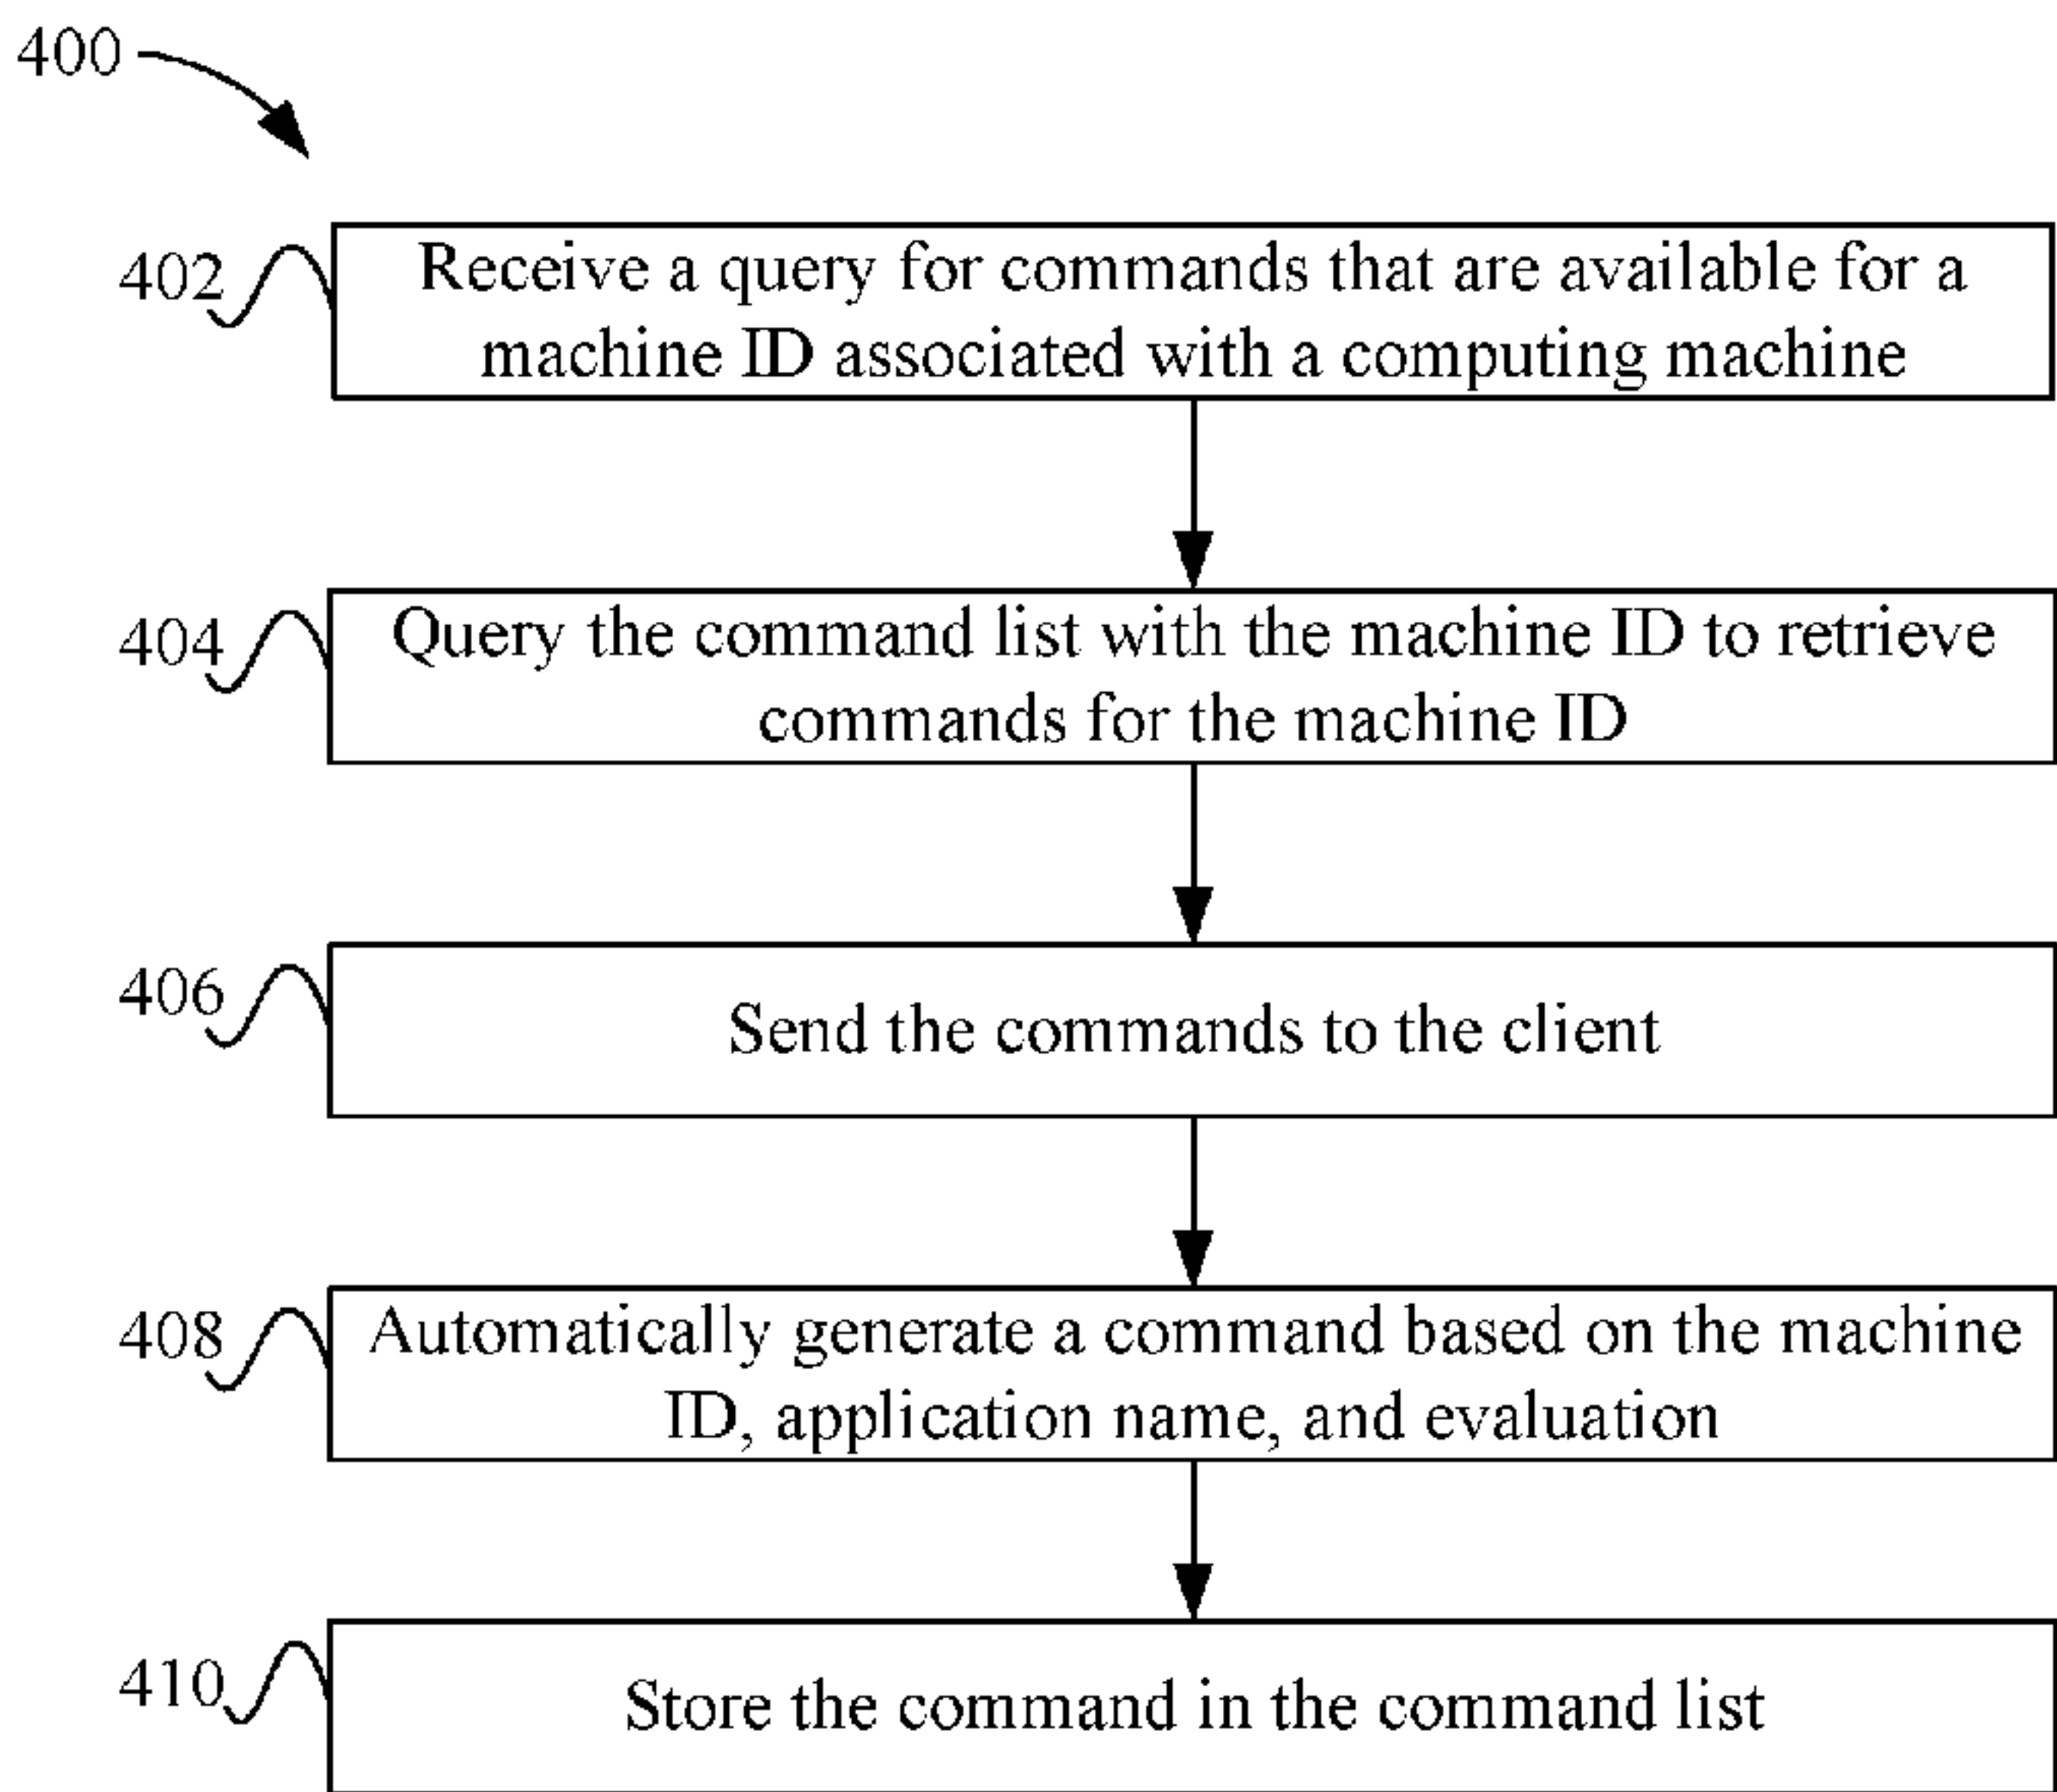 400
402
Receive a query for commands that are available for a
machine ID associated with a computing machine
404
Query the command list with the machine ID to retrieve
commands for the machine ID
406
Send the commands to the client
408
Automatically generate a command based on the machine
ID, application name, and evaluation
410
Store the command in the command list